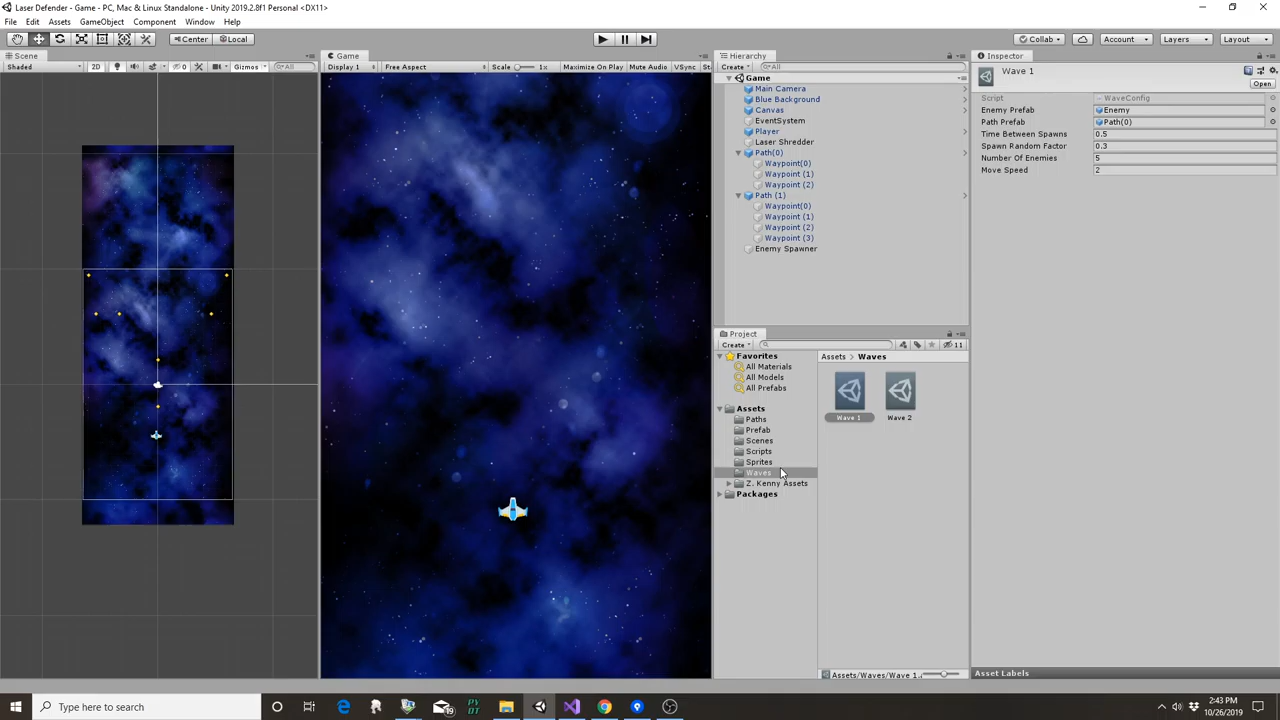 Laser Defender - Game - PC, Mac & Linux Standalone - Unity 2019.2.8f1 Personal <DX11>
File Edit Assets GameObject Component Window Help
Center Local
Collab Account Layers Layout
Scene
Shaded 2D 0 Gizmos All
Game
Display 1 Free Aspect Scale 1x Maximize On Play Mute Audio VSync
Hierarchy
Create All
Game
Main Camera
Blue Background
Canvas
EventSystem
Player
Laser Shredder
Path(0)
Waypoint(0)
Waypoint (1)
Waypoint (2)
Path (1)
Waypoint(0)
Waypoint (1)
Waypoint (2)
Waypoint (3)
Enemy Spawner
Project
Create 11
Favorites
All Materials
All Models
All Prefabs
Assets
Paths
Prefab
Scenes
Scripts
Sprites
Waves
Z. Kenny Assets
Packages
Assets > Waves
Wave 1 Wave 2
Assets/Waves/Wave 1.
Inspector
Wave 1
Open
Script WaveConfig
Enemy Prefab Enemy
Path Prefab Path(0)
Time Between Spawns 0.5
Spawn Random Factor 0.3
Number Of Enemies 5
Move Speed 2
Asset Labels
Type here to search
19
PY
DT
2:43 PM
10/26/2019